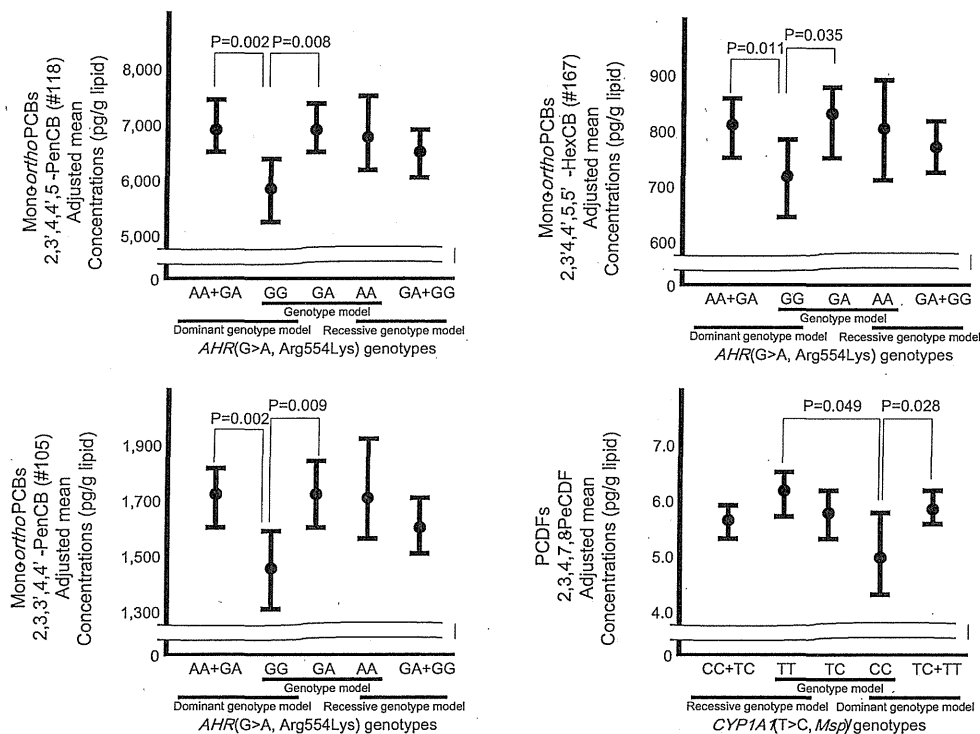 P=0.002 P=0.008
8,000
7,000
6,000
5,000
0
Mono-ortho PCBs
2,3',4,4',5 -PenCB (#118)
Adjusted mean
Concentrations (pg/g lipid)
AA+GA GG GA AA GA+GG
Genotype model
Dominant genotype model Recessive genotype model
AHR(G>A, Arg554Lys) genotypes
P=0.011 P=0.035
900
800
700
600
0
Mono-ortho PCBs
2,3'4,4',5,5' -HexCB (#167)
Adjusted mean
Concentrations (pg/g lipid)
AA+GA GG GA AA GA+GG
Genotype model
Dominant genotype model Recessive genotype model
AHR(G>A, Arg554Lys) genotypes
P=0.002 P=0.009
1,900
1,700
1,500
1,300
0
Mono-ortho PCBs
2,3,3',4,4' -PenCB (#105)
Adjusted mean
Concentrations (pg/g lipid)
AA+GA GG GA AA GA+GG
Genotype model
Dominant genotype model Recessive genotype model
AHR(G>A, Arg554Lys) genotypes
P=0.049 P=0.028
7.0
6.0
5.0
4.0
0
PCDFs
2,3,4,7,8PeCDF
Adjusted mean
Concentrations (pg/g lipid)
CC+TC TT TC CC TC+TT
Genotype model
Recessive genotype model Dominant genotype model
CYP1A1(T>C, MspI) genotypes